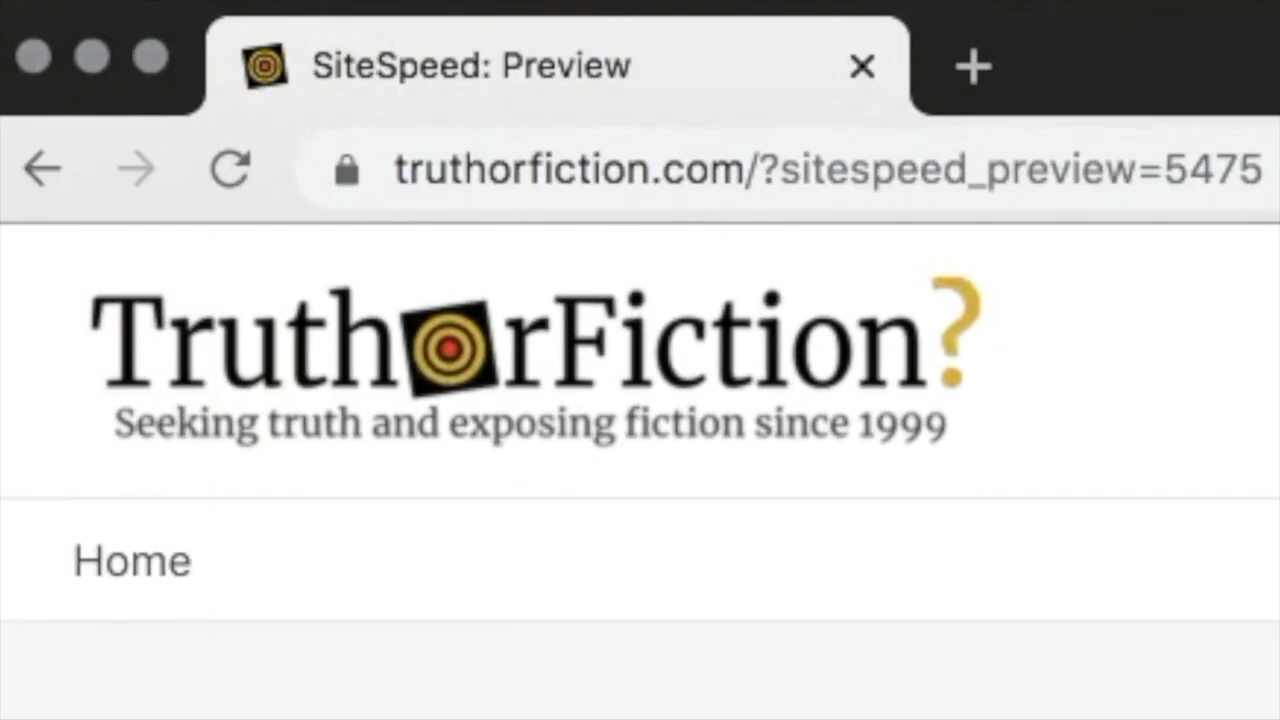 SiteSpeed: Preview
truthorfiction.com/?sitespeed_preview=5475
TruthorFiction?
Seeking truth and exposing fiction since 1999
Home